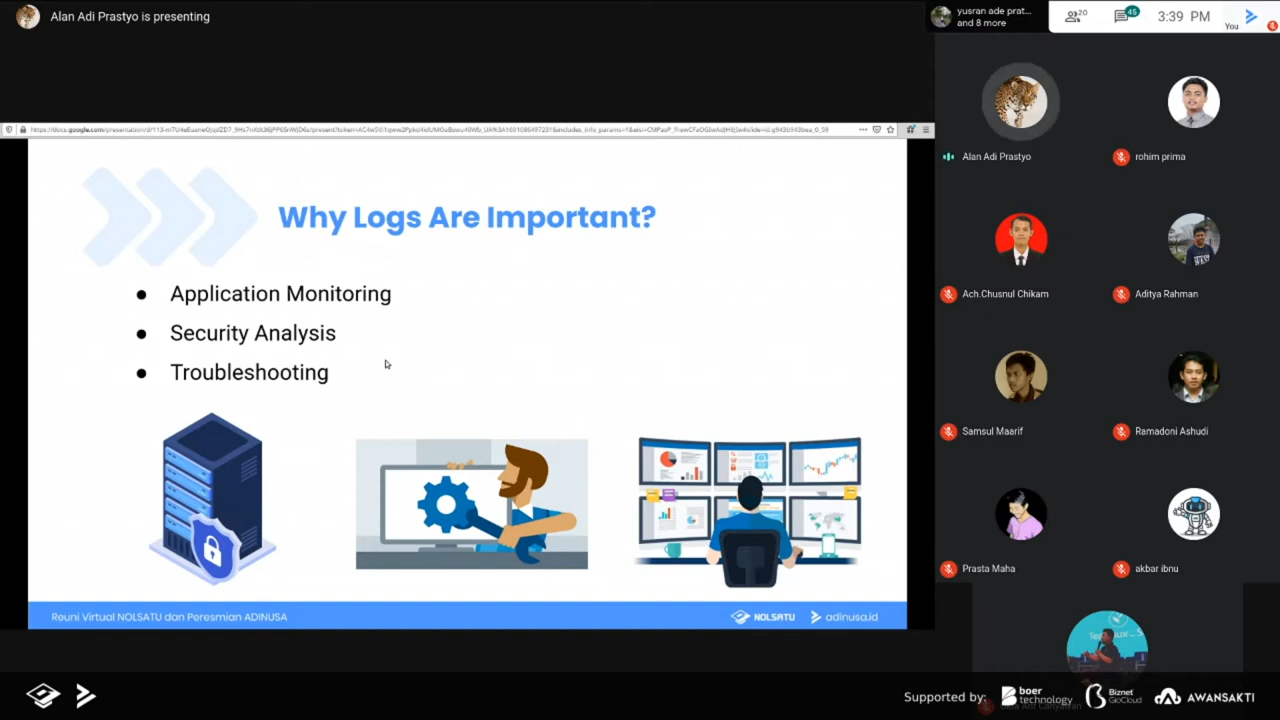 Alan Adi Prastyo is presenting
yusran ade prat...
and 8 more
20
45
3:39 PM
You
Why Logs Are Important?
● Application Monitoring
● Security Analysis
● Troubleshooting
Reuni Virtual NOLSATU dan Peresmian ADINUSA
NOLSATU
adinusa.id
Alan Adi Prastyo
rohim prima
Ach.Chusnul Chikam
Aditya Rahman
Samsul Maarif
Ramadoni Ashudi
Prasta Maha
akbar ibnu
Supported by:
boer
technology
Biznet
GioCloud
AWANSAKTI